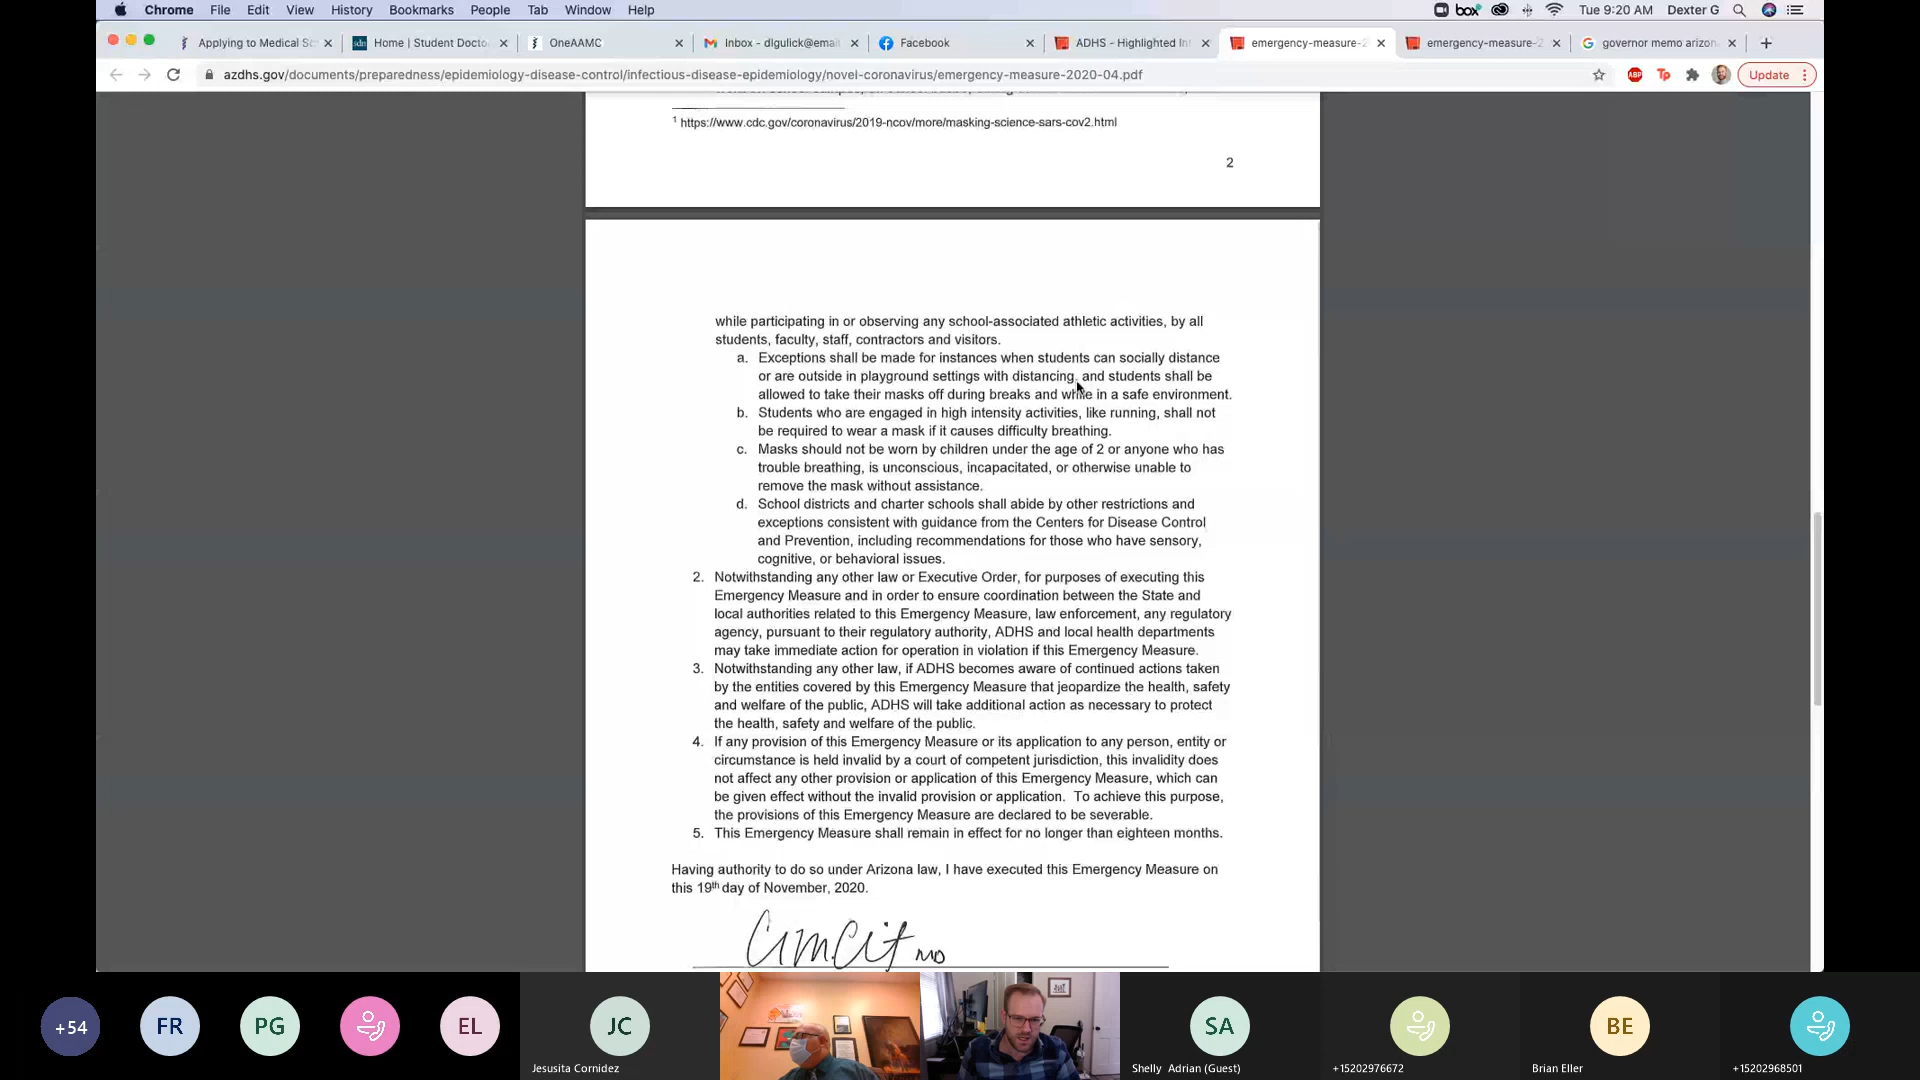 Chrome File Edit View History Bookmarks People Tab Window Help box Tue 9:20 AM Dexter G
Applying to Medical Sc sdn Home | Student Docto OneAAMC Inbox - dlgulick@email Facebook ADHS - Highlighted In emergency-measure-2 emergency-measure-2 governor memo arizon
azdhs.gov/documents/preparedness/epidemiology-disease-control/infectious-disease-epidemiology/novel-coronavirus/emergency-measure-2020-04.pdf ABP Tp Update
1 https://www.cdc.gov/coronavirus/2019-ncov/more/masking-science-sars-cov2.html
2
while participating in or observing any school-associated athletic activities, by all
students, faculty, staff, contractors and visitors.
a. Exceptions shall be made for instances when students can socially distance
or are outside in playground settings with distancing, and students shall be
allowed to take their masks off during breaks and while in a safe environment.
b. Students who are engaged in high intensity activities, like running, shall not
be required to wear a mask if it causes difficulty breathing.
c. Masks should not be worn by children under the age of 2 or anyone who has
trouble breathing, is unconscious, incapacitated, or otherwise unable to
remove the mask without assistance.
d. School districts and charter schools shall abide by other restrictions and
exceptions consistent with guidance from the Centers for Disease Control
and Prevention, including recommendations for those who have sensory,
cognitive, or behavioral issues.
2. Notwithstanding any other law or Executive Order, for purposes of executing this
Emergency Measure and in order to ensure coordination between the State and
local authorities related to this Emergency Measure, law enforcement, any regulatory
agency, pursuant to their regulatory authority, ADHS and local health departments
may take immediate action for operation in violation if this Emergency Measure.
3. Notwithstanding any other law, if ADHS becomes aware of continued actions taken
by the entities covered by this Emergency Measure that jeopardize the health, safety
and welfare of the public, ADHS will take additional action as necessary to protect
the health, safety and welfare of the public.
4. If any provision of this Emergency Measure or its application to any person, entity or
circumstance is held invalid by a court of competent jurisdiction, this invalidity does
not affect any other provision or application of this Emergency Measure, which can
be given effect without the invalid provision or application. To achieve this purpose,
the provisions of this Emergency Measure are declared to be severable.
5. This Emergency Measure shall remain in effect for no longer than eighteen months.
Having authority to do so under Arizona law, I have executed this Emergency Measure on
this 19th day of November, 2020.
MD
+54 FR PG EL JC SA BE
Jesusita Cornidez Shelly Adrian (Guest) +15202976672 Brian Eller +15202968501